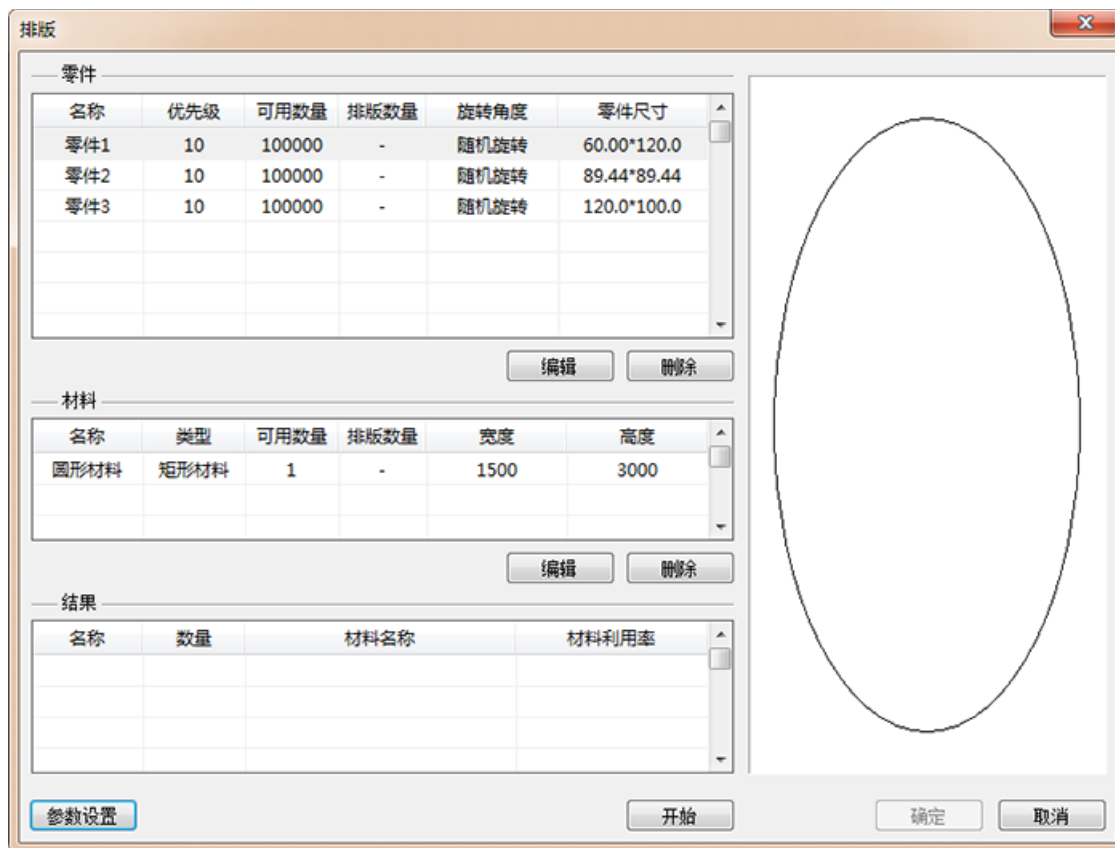 排版
零件
名称 优先级 可用数量 排版数量 旋转角度 零件尺寸
零件1 10 100000 - 随机旋转 60.00*120.0
零件2 10 100000 - 随机旋转 89.44*89.44
零件3 10 100000 - 随机旋转 120.0*100.0
编辑 删除
材料
名称 类型 可用数量 排版数量 宽度 高度
圆形材料 矩形材料 1 - 1500 3000
编辑 删除
结果
名称 数量 材料名称 材料利用率
参数设置 开始 确定 取消